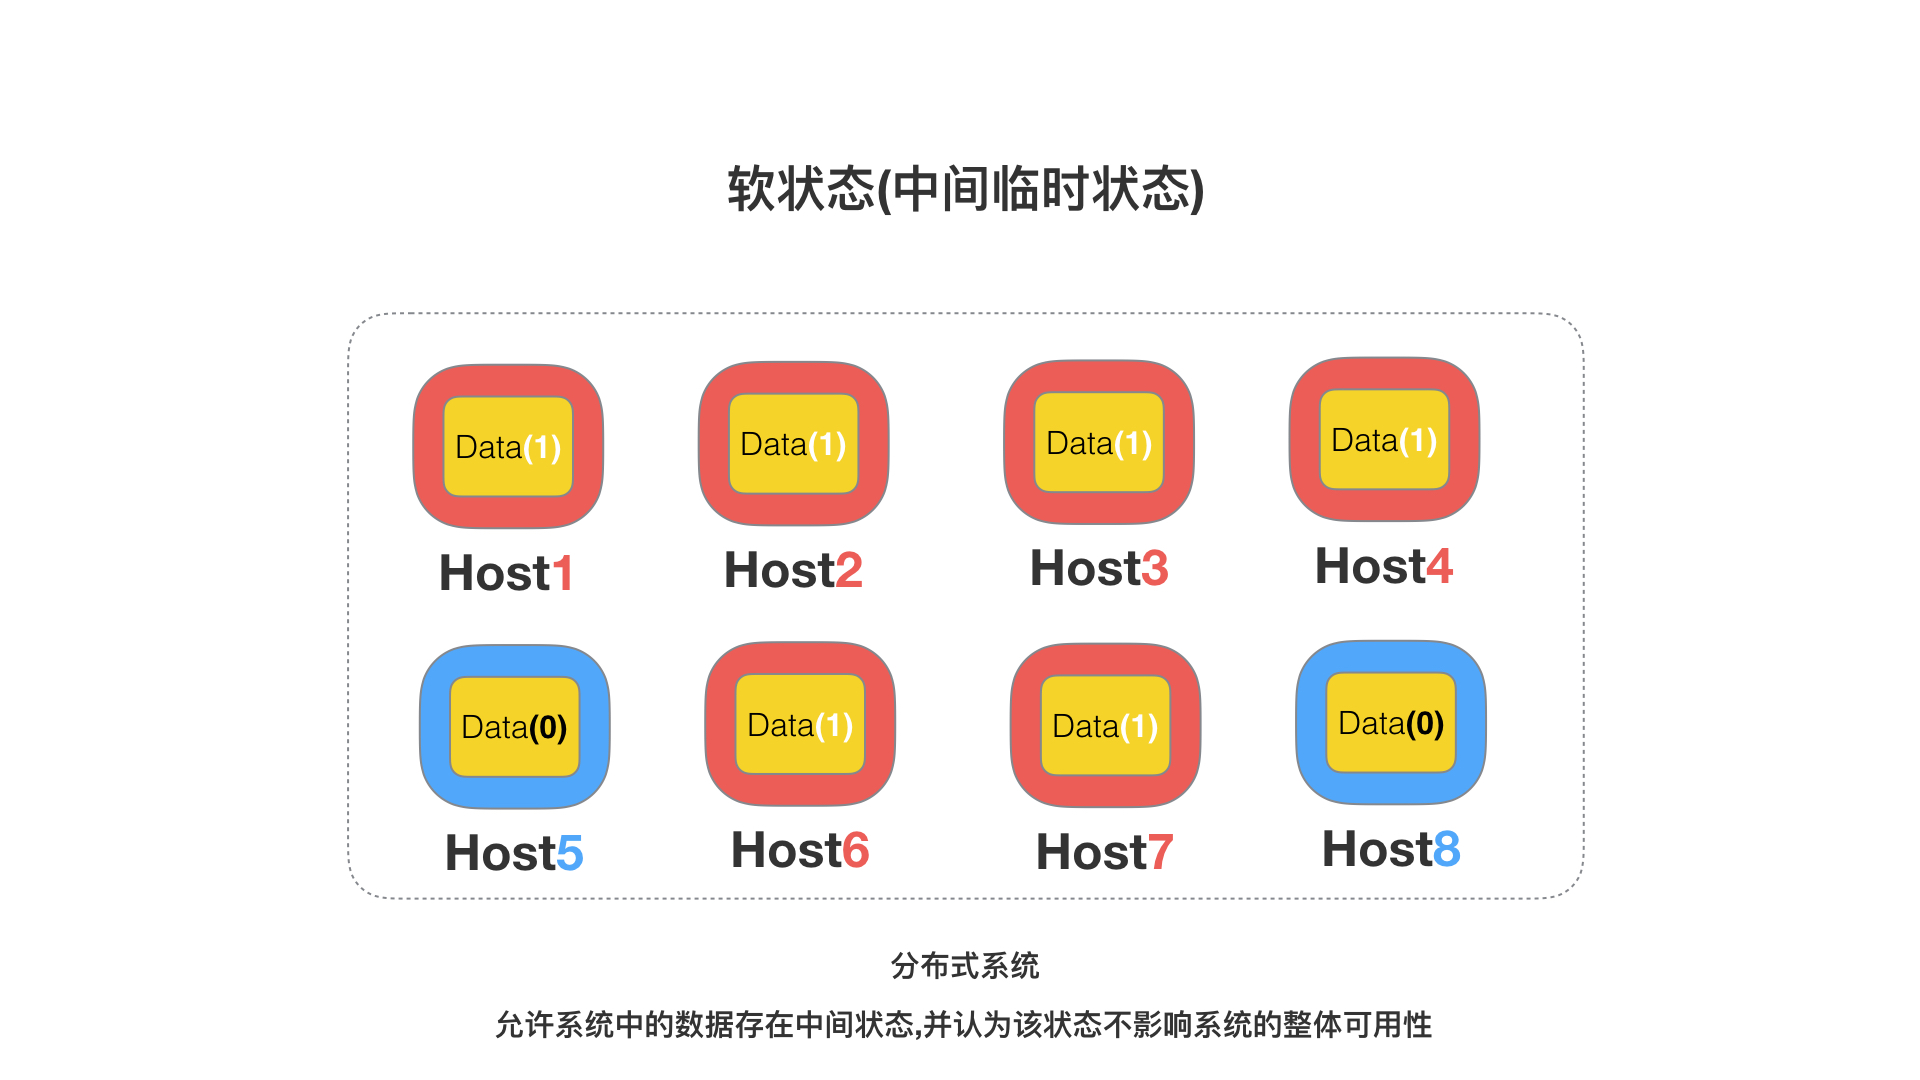 软状态(中间临时状态)
Data(1)
Data(1)
Data(1)
Data(1)
Host1
Host2
Host3
Host4
Data(0)
Data(1)
Data(1)
Data(0)
Host5
Host6
Host7
Host8
分布式系统
允许系统中的数据存在中间状态,并认为该状态不影响系统的整体可用性